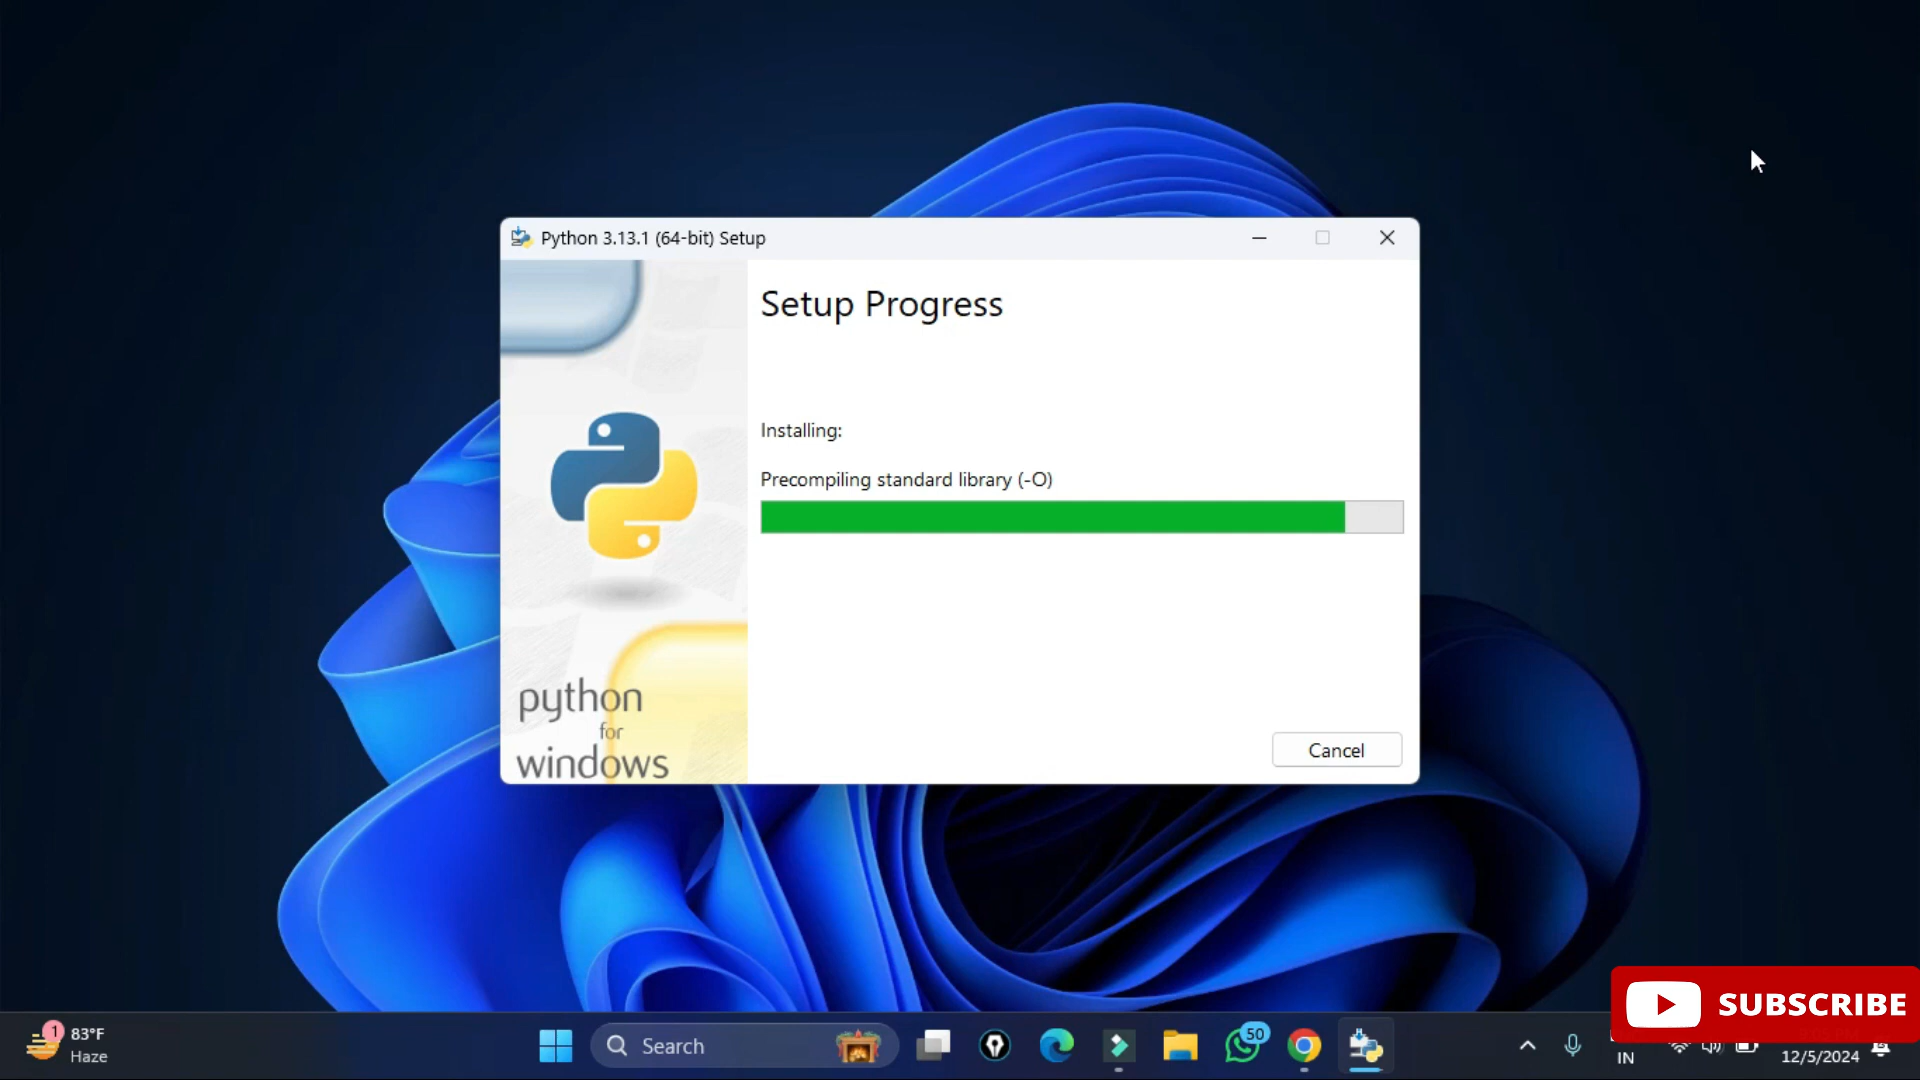 Python 3.13.1 (64-bit) Setup
Setup Progress
Installing:
Precompiling standard library (-O)
python
for
windows
Cancel
SUBSCRIBE
1
83°F
Haze
Search
50
IN
12/5/2024